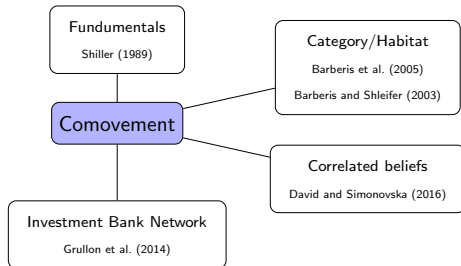 Fundumentals
Shiller (1989)
Category/Habitat
Barberis et al. (2005)
Barberis and Shleifer (2003)
Comovement
Correlated beliefs
David and Simonovska (2016)
Investment Bank Network
Grullon et al. (2014)